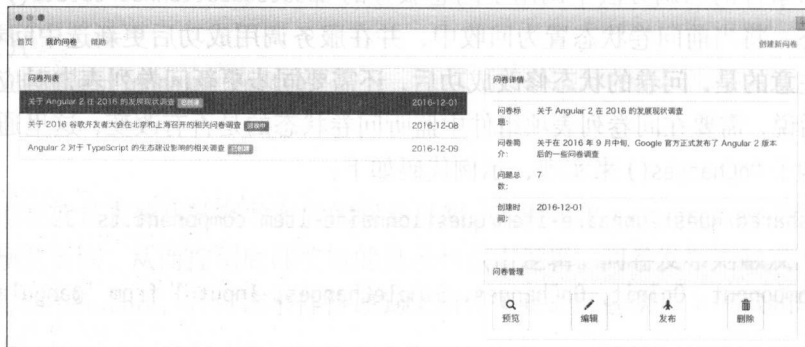 首页 我的问卷 帮助
创建新问卷
问卷列表
关于 Angular 2 在 2016 的发展现状调查 已创建 2016-12-01
关于 2016 谷歌开发者大会在北京和上海召开的相关问卷调查 回收中 2016-12-08
Angular 2 对于 TypeScript 的生态建设影响的相关调查 已创建 2016-12-09
问卷详情
问卷标题: 关于 Angular 2 在 2016 的发展现状调查
问卷简介: 关于在 2016 年 9 月中旬,Google 官方正式发布了 Angular 2 版本
后的一些问卷调查
问题总数: 7
创建时间: 2016-12-01
问卷管理
预览 编辑 发布 删除